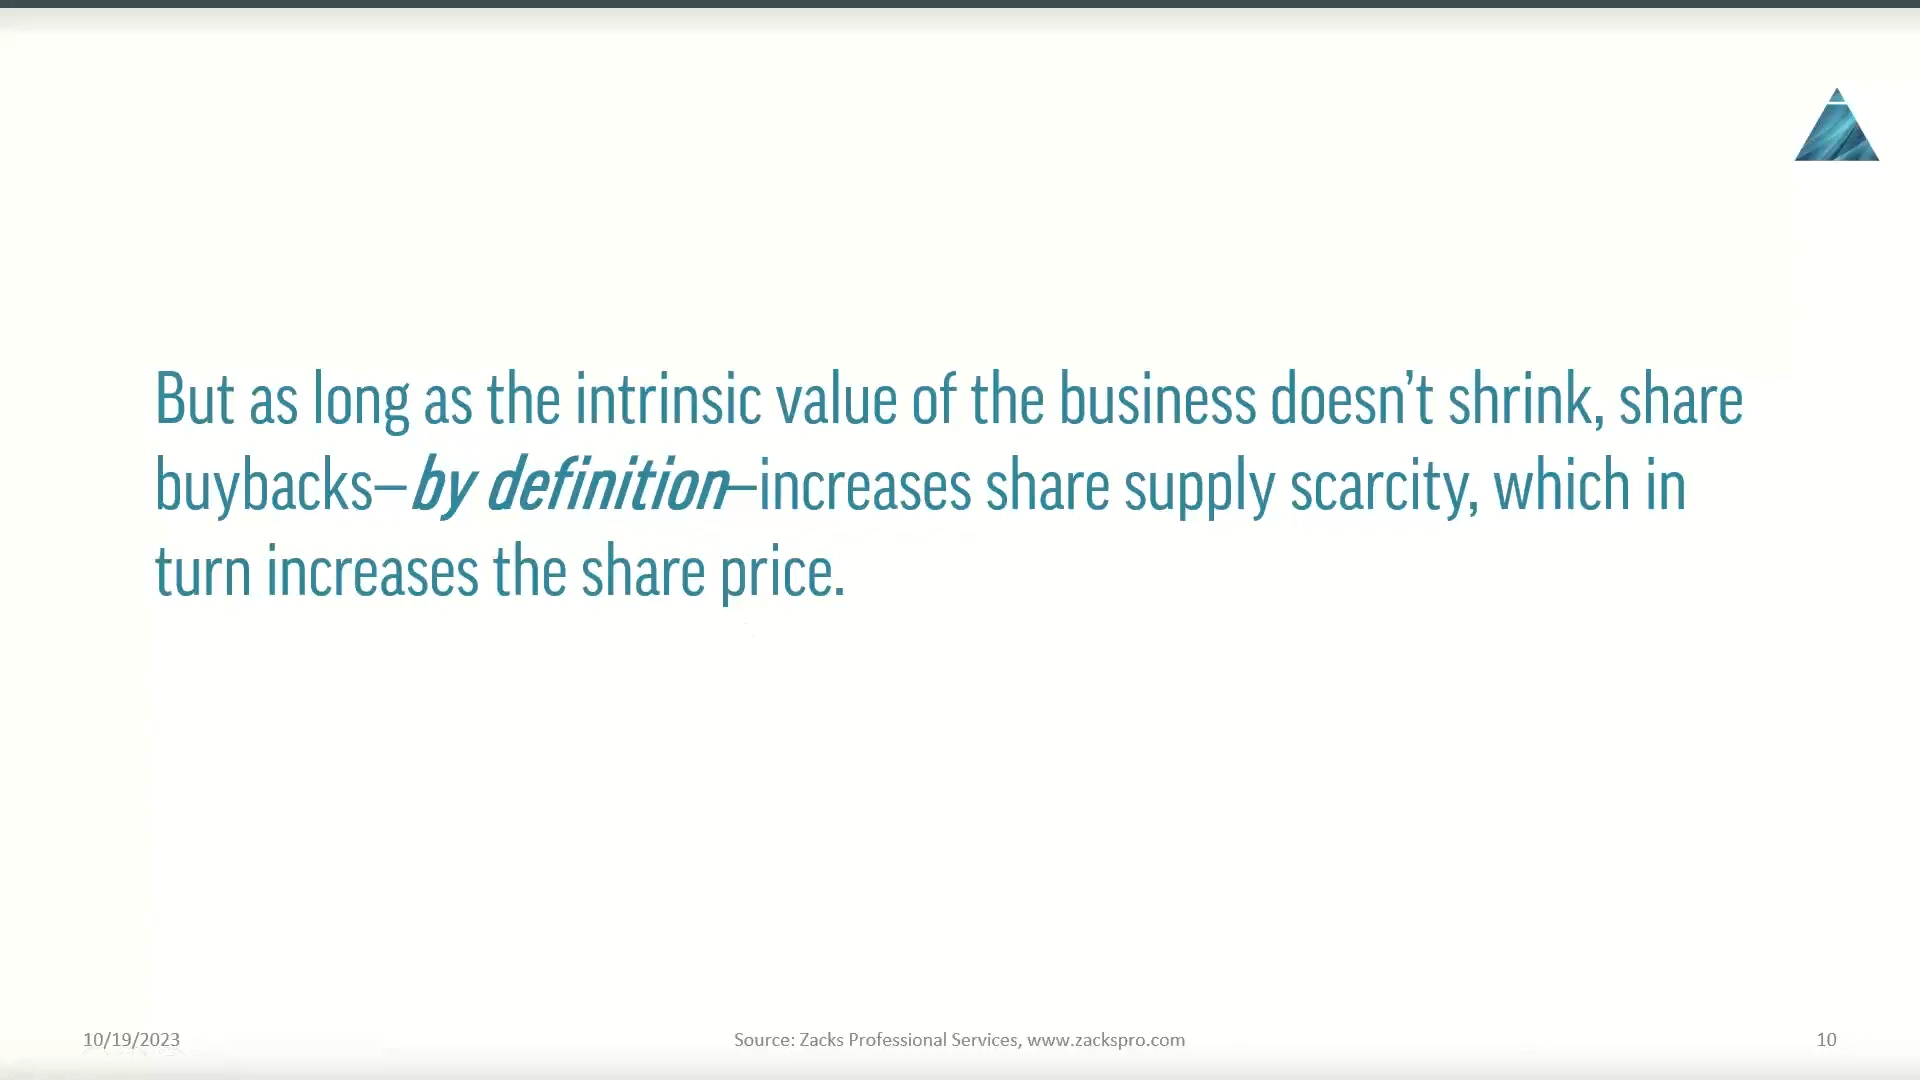 But as long as the intrinsic value of the business doesn’t shrink, share
buybacks–by definition–increases share supply scarcity, which in
turn increases the share price.
10/19/2023
Source: Zacks Professional Services, www.zackspro.com
10